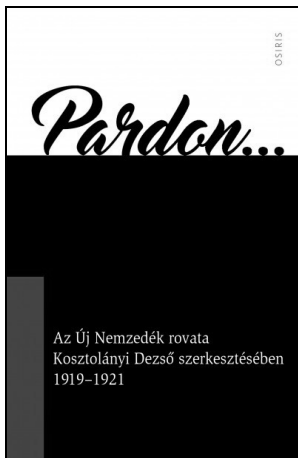 OSIRIS
Pardon...
Az Új Nemzedék rovata
Kosztolányi Dezső szerkesztésében
1919–1921